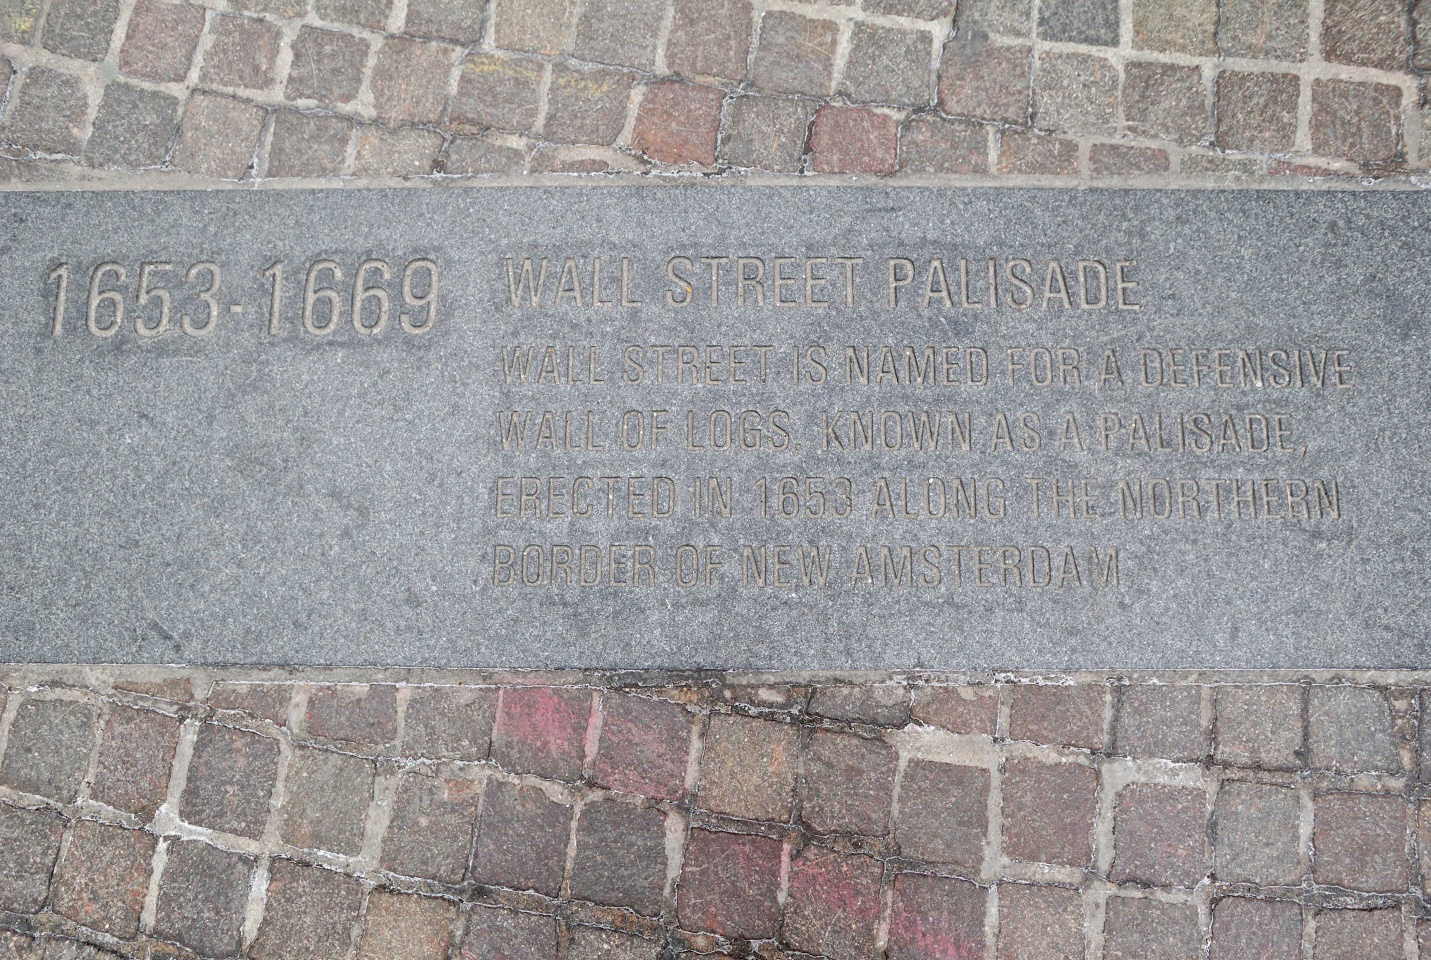 1653-1669
WALL STREET PALISADE
WALL STREET IS NAMED FOR A DEFENSIVE
WALL OF LOGS, KNOWN AS A PALISADE,
ERECTED IN 1653 ALONG THE NORTHERN
BORDER OF NEW AMSTERDAM